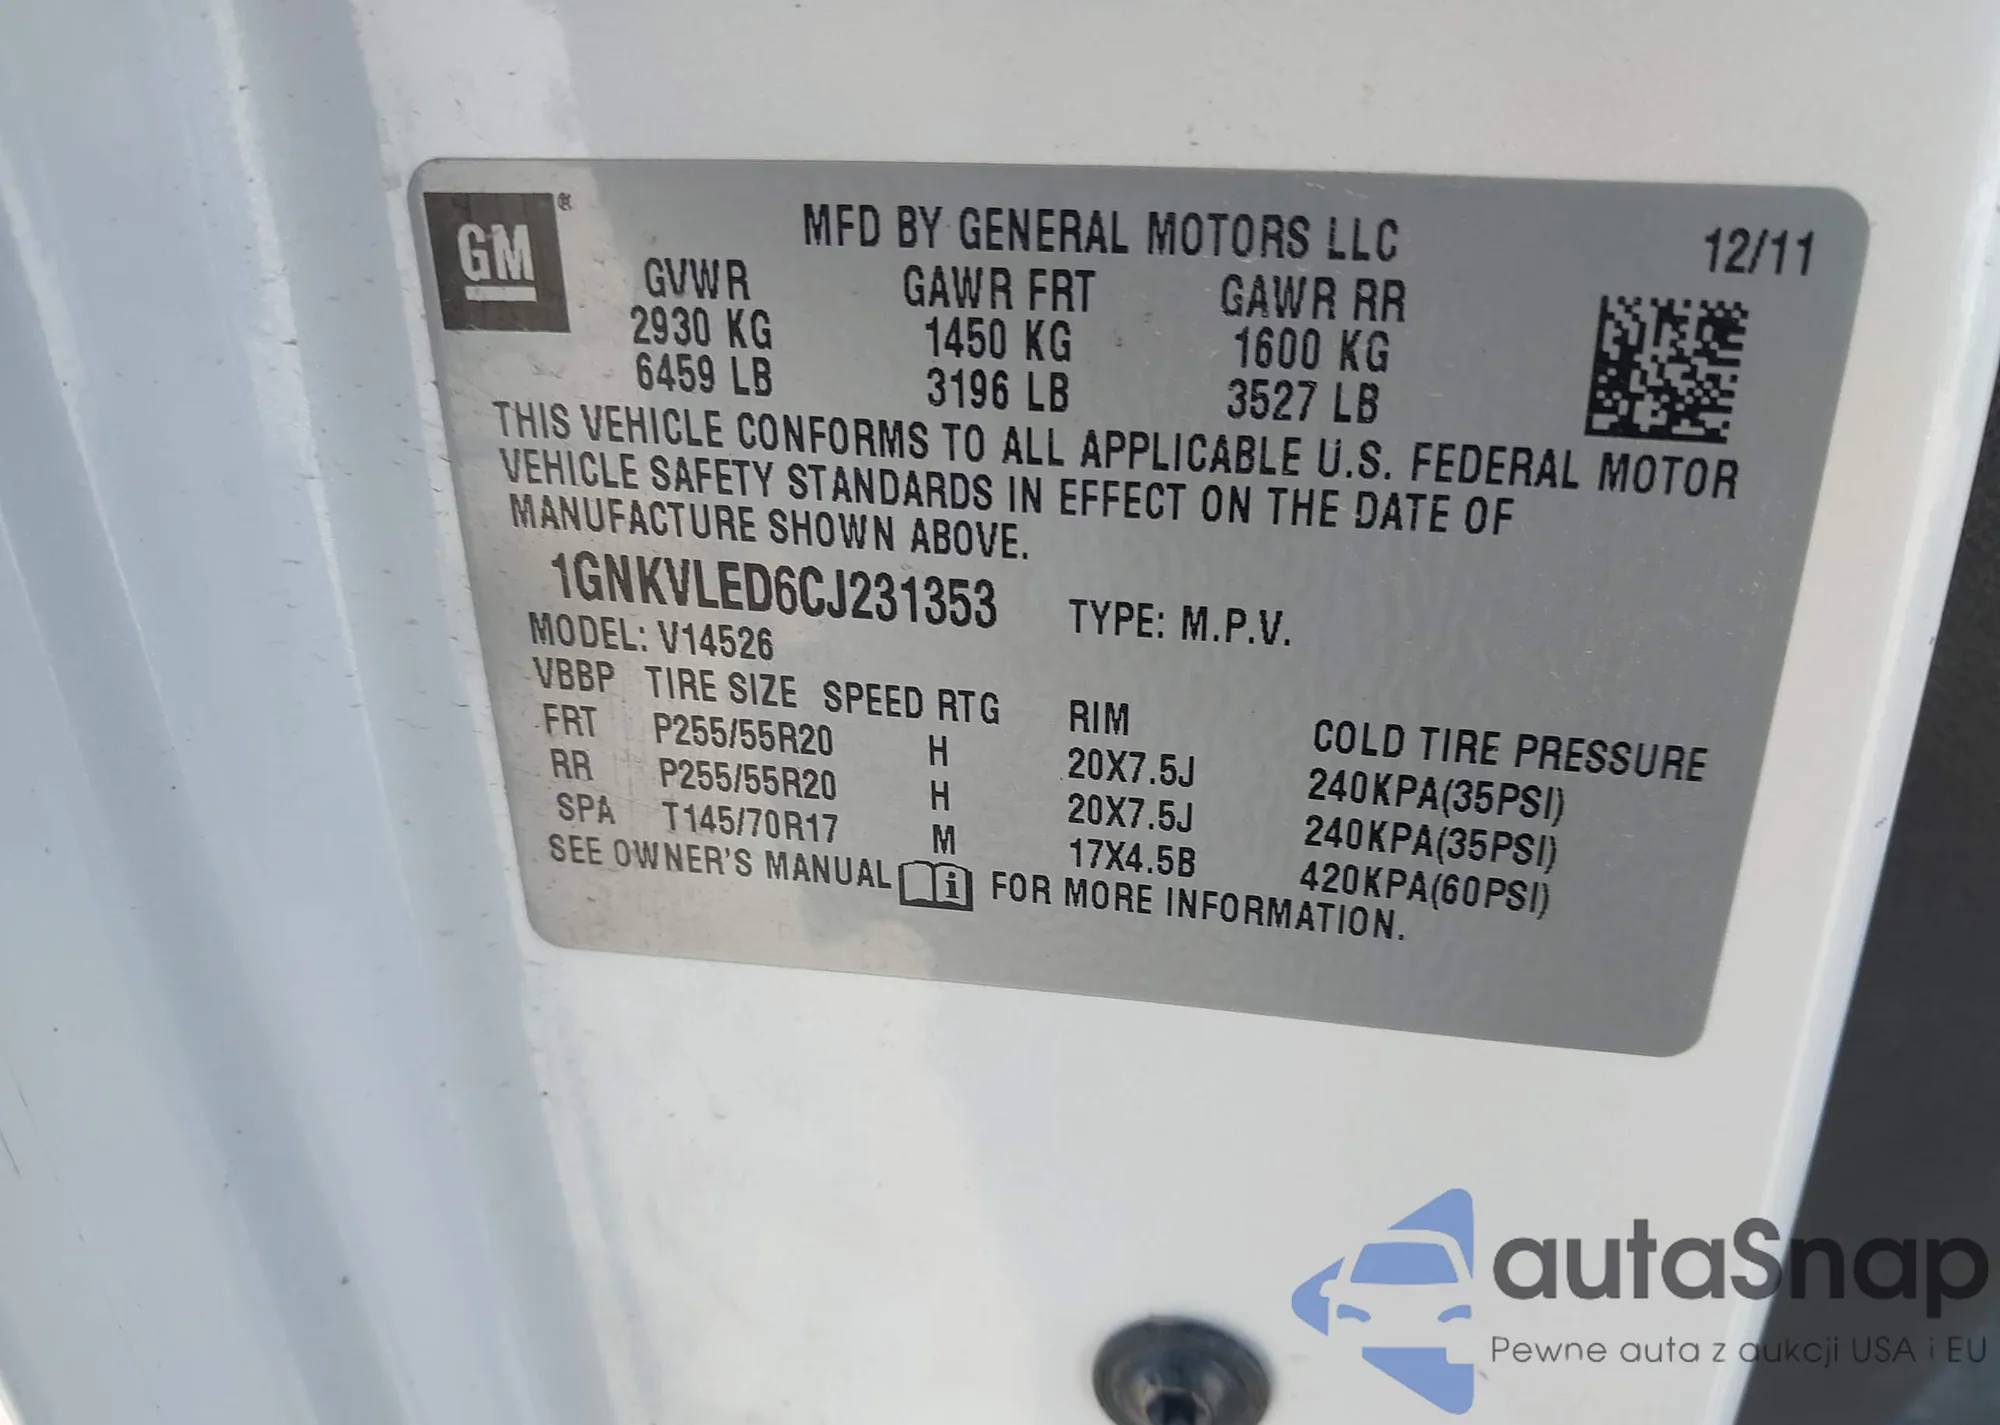 GM ®
MFD BY GENERAL MOTORS LLC 12/11
GVWR GAWR FRT GAWR RR
2930 KG 1450 KG 1600 KG
6459 LB 3196 LB 3527 LB
THIS VEHICLE CONFORMS TO ALL APPLICABLE U.S. FEDERAL MOTOR
VEHICLE SAFETY STANDARDS IN EFFECT ON THE DATE OF
MANUFACTURE SHOWN ABOVE.
1GNKVLED6CJ231353 TYPE: M.P.V.
MODEL: V14526
VBBP TIRE SIZE SPEED RTG RIM COLD TIRE PRESSURE
FRT P255/55R20 H 20X7.5J 240KPA(35PSI)
RR P255/55R20 H 20X7.5J 240KPA(35PSI)
SPA T145/70R17 M 17X4.5B 420KPA(60PSI)
SEE OWNER'S MANUAL i FOR MORE INFORMATION.
autaSnap
Pewne auta z aukcji USA i EU